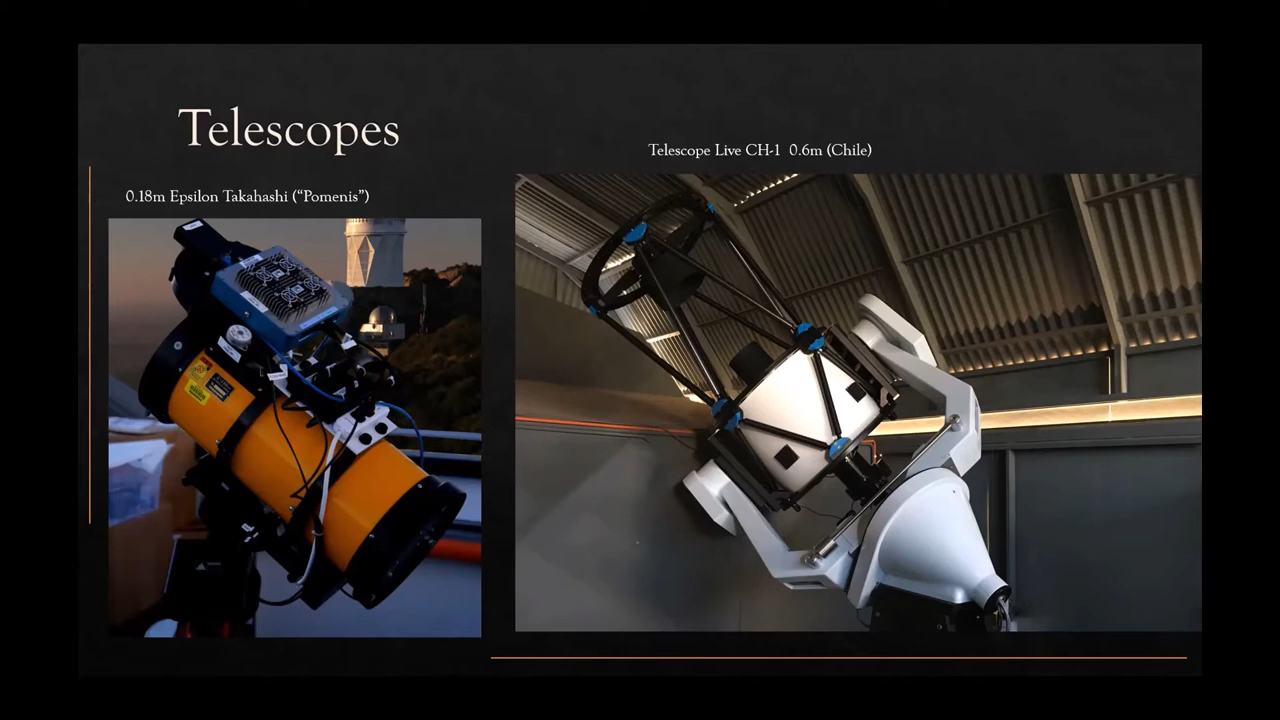 Telescopes
0.18m Epsilon Takahashi (“Pomenis”)
Telescope Live CH-1 0.6m (Chile)